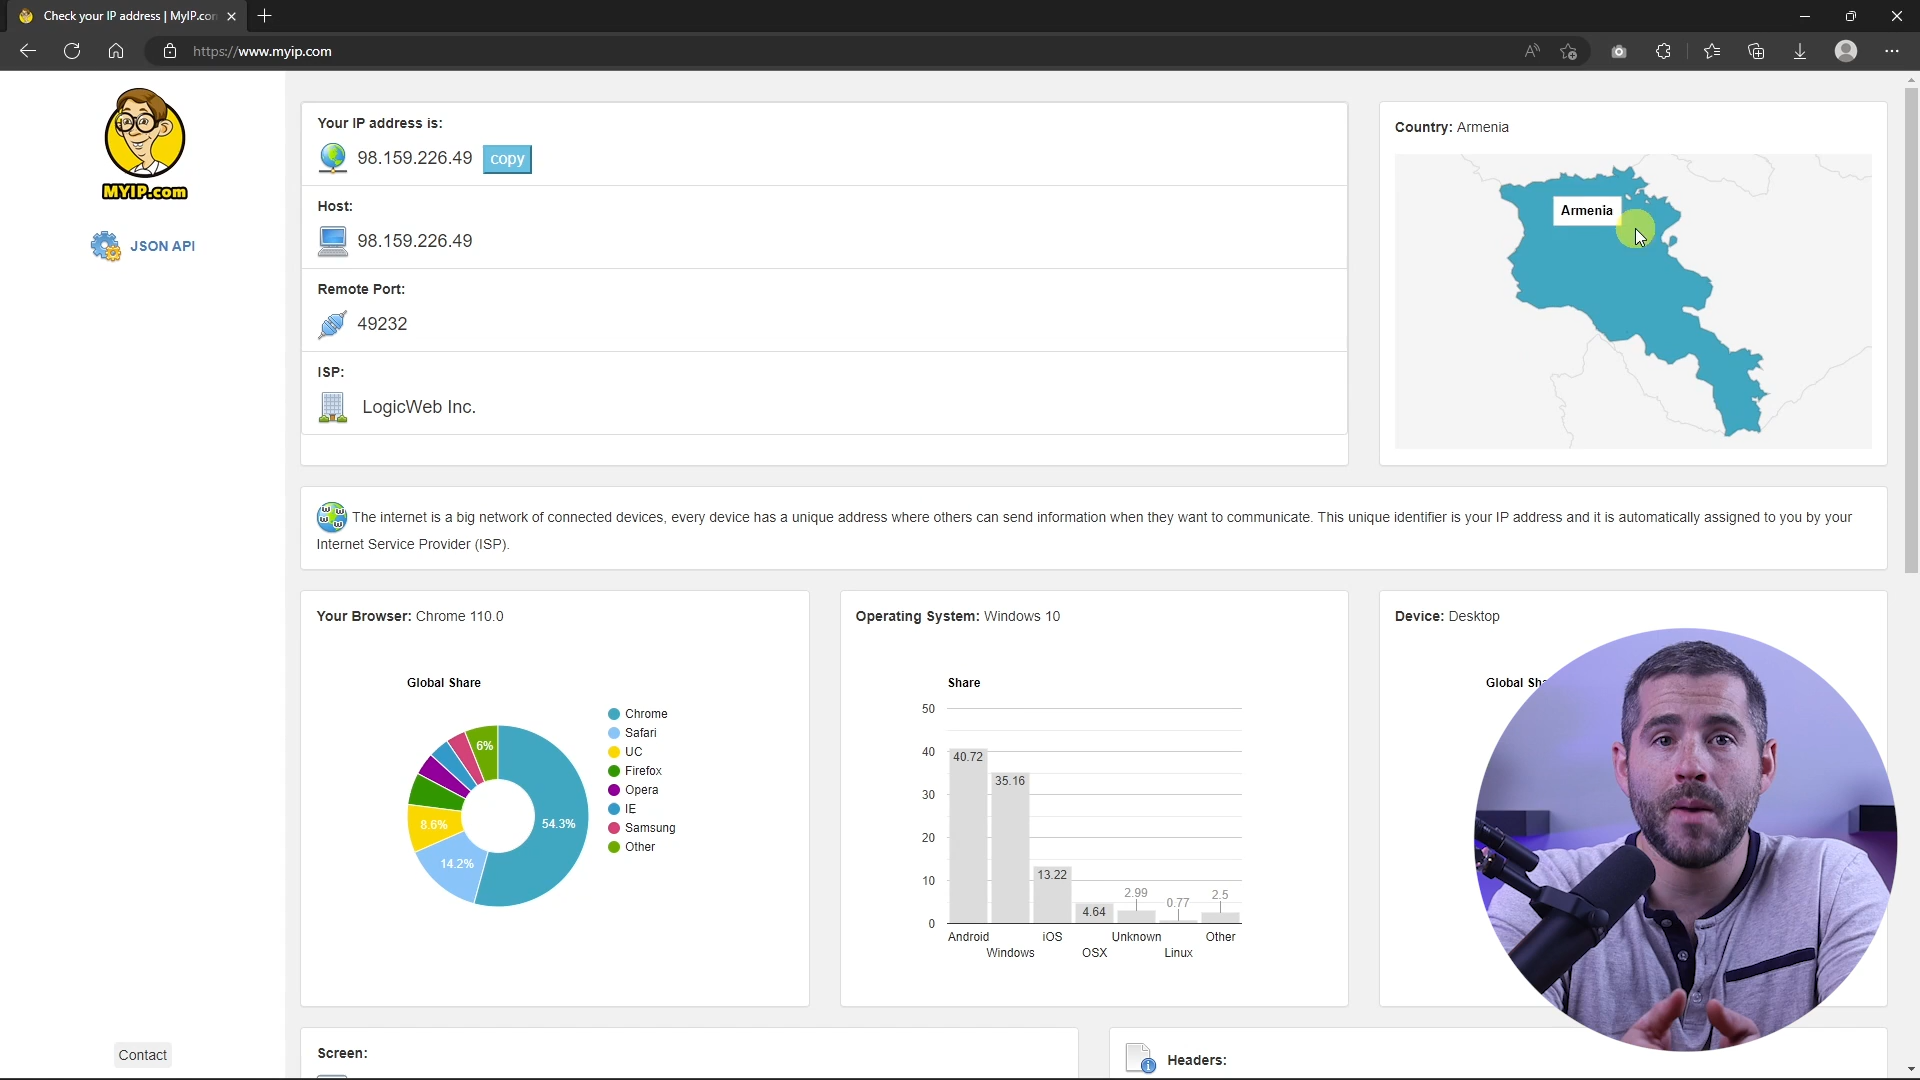 Check your IP address | MyIP.com
https://www.myip.com
MYIP.com
JSON API
Your IP address is:
98.159.226.49 copy
Host:
98.159.226.49
Remote Port:
49232
ISP:
LogicWeb Inc.
Country: Armenia
Armenia
The internet is a big network of connected devices, every device has a unique address where others can send information when they want to communicate. This unique identifier is your IP address and it is automatically assigned to you by your
Internet Service Provider (ISP).
Your Browser: Chrome 110.0
Global Share
6%
54.3%
8.6%
14.2%
Chrome
Safari
UC
Firefox
Opera
IE
Samsung
Other
Operating System: Windows 10
Share
50
40
30
20
10
0
40.72
35.16
13.22
4.64
2.99
0.77
2.5
Android
Windows
iOS
OSX
Unknown
Linux
Other
Device: Desktop
Global Sha
Screen:
Headers:
Contact